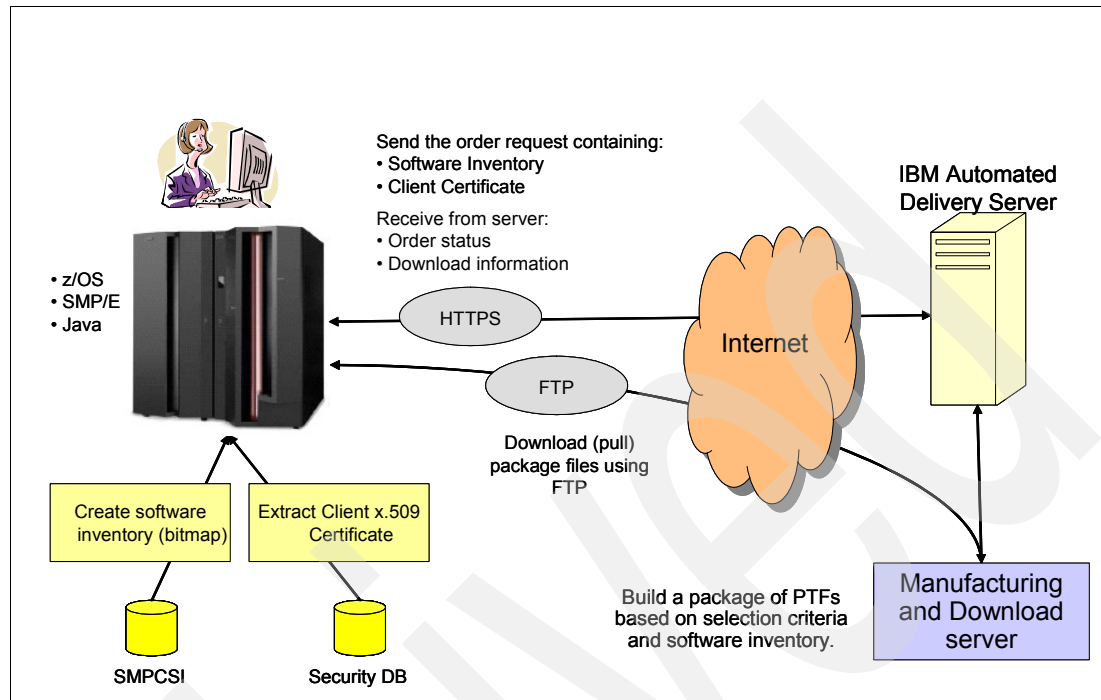 Send the order request containing:
• Software Inventory
• Client Certificate
Receive from server:
• Order status
• Download information
IBM Automated
Delivery Server
• z/OS
• SMP/E
• Java
HTTPS
Internet
FTP
Download (pull)
package files using
FTP
Create software
inventory (bitmap)
Extract Client x.509
Certificate
Build a package of PTFs
based on selection criteria
and software inventory.
Manufacturing
and Download
server
SMPCSI
Security DB